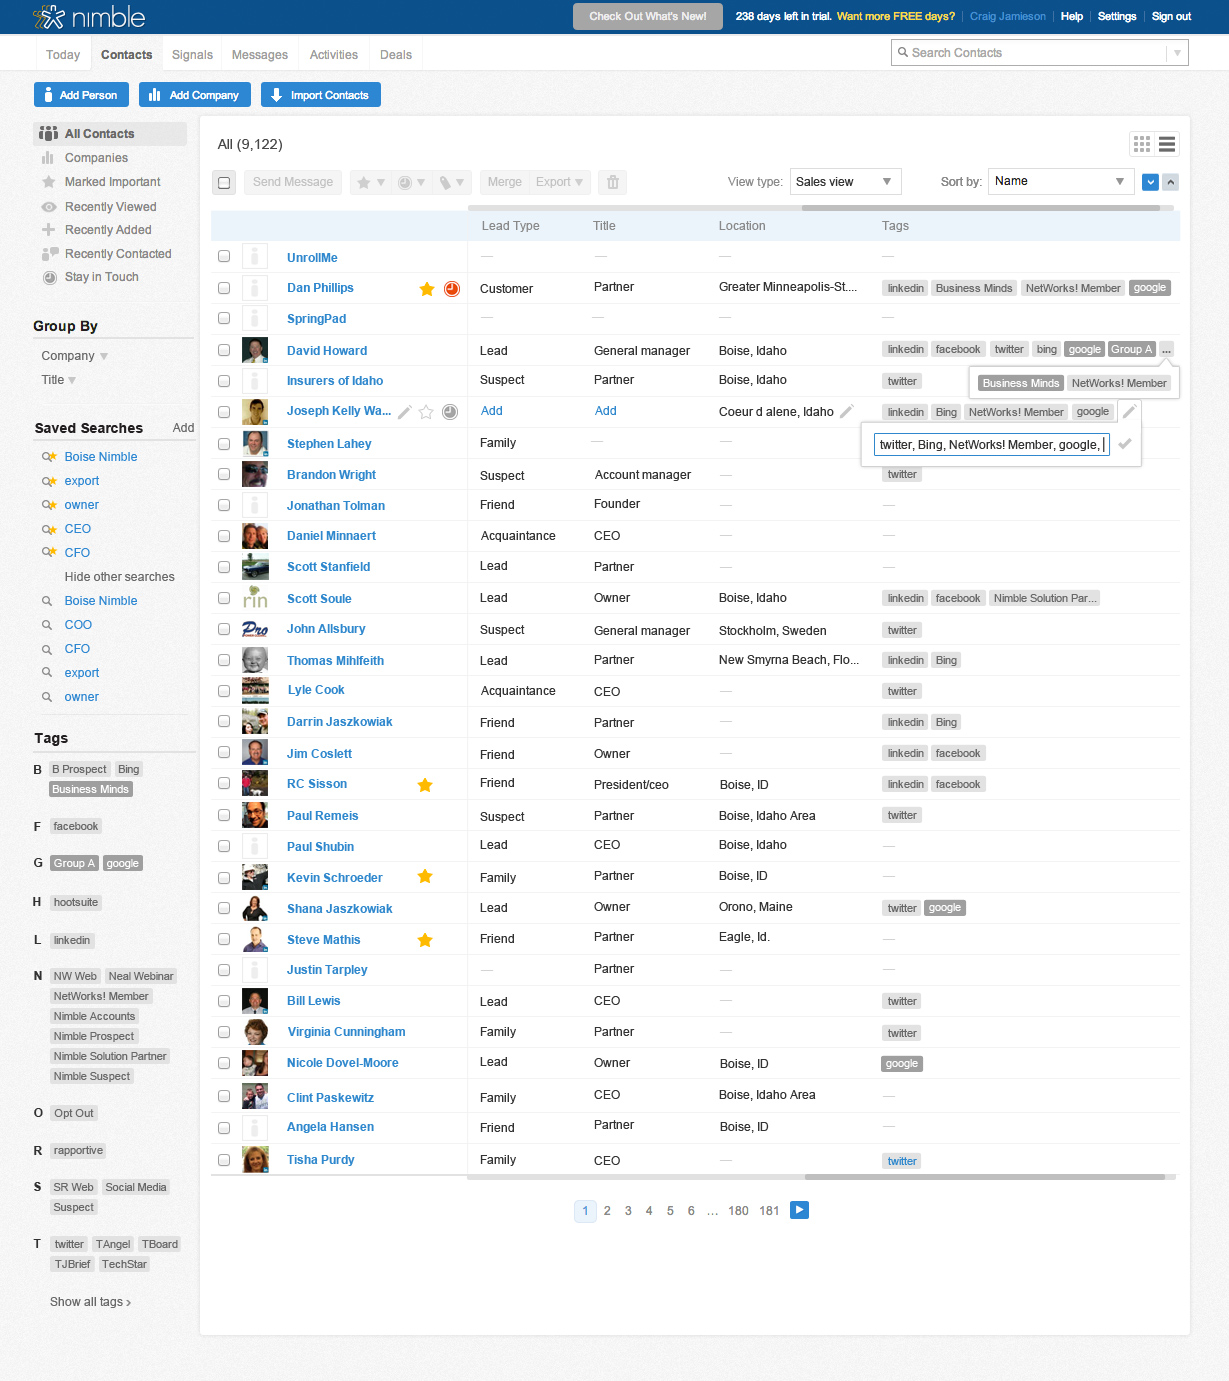 nimble
Check Out What's New!
238 days left in trial. Want more FREE days? Craig Jamieson Help Settings Sign out
Today Contacts Signals Messages Activities Deals
Search Contacts
Add Person Add Company Import Contacts
All Contacts
Companies
Marked Important
Recently Viewed
Recently Added
Recently Contacted
Stay in Touch
Group By
Company
Title
Saved Searches Add
Boise Nimble
export
owner
CEO
CFO
Hide other searches
Boise Nimble
COO
CFO
export
owner
Tags
B B Prospect Bing
Business Minds
F facebook
G Group A google
H hootsuite
L linkedin
N NW Web Neal Webinar
NetWorks! Member
Nimble Accounts
Nimble Prospect
Nimble Solution Partner
Nimble Suspect
O Opt Out
R rapportive
S SR Web Social Media
Suspect
T twitter TAngel TBoard
TJBrief TechStar
Show all tags ›
All (9,122)
Send Message Merge Export View type: Sales view Sort by: Name
Lead Type Title Location Tags
UnrollMe — — — —
Dan Phillips Customer Partner Greater Minneapolis-St.... linkedin Business Minds NetWorks! Member google
SpringPad — — — —
David Howard Lead General manager Boise, Idaho linkedin facebook twitter bing google Group A ...
Insurers of Idaho Suspect Partner Boise, Idaho twitter
Business Minds NetWorks! Member
Joseph Kelly Wa... Add Add Coeur d alene, Idaho linkedin Bing NetWorks! Member google
Stephen Lahey Family — —
twitter, Bing, NetWorks! Member, google,
Brandon Wright Suspect Account manager — twitter
Jonathan Tolman Friend Founder — —
Daniel Minnaert Acquaintance CEO — —
Scott Stanfield Lead Partner — —
rin Scott Soule Lead Owner Boise, Idaho linkedin facebook Nimble Solution Par...
Pro John Allsbury Suspect General manager Stockholm, Sweden twitter
Thomas Mihlfeith Lead Partner New Smyrna Beach, Flo... linkedin Bing
Lyle Cook Acquaintance CEO — twitter
Darrin Jaszkowiak Friend Partner — linkedin Bing
Jim Coslett Friend Owner — linkedin facebook
RC Sisson Friend President/ceo Boise, ID linkedin facebook
Paul Remeis Suspect Partner Boise, Idaho Area twitter
Paul Shubin Lead CEO Boise, Idaho —
Kevin Schroeder Family Partner Boise, ID —
Shana Jaszkowiak Lead Owner Orono, Maine twitter google
Steve Mathis Friend Partner Eagle, Id. —
Justin Tarpley — Partner — —
Bill Lewis Lead CEO — twitter
Virginia Cunningham Family Partner — twitter
Nicole Dovel-Moore Lead Owner Boise, ID google
Clint Paskewitz Family CEO Boise, Idaho Area —
Angela Hansen Friend Partner Boise, ID —
Tisha Purdy Family CEO — twitter
1 2 3 4 5 6 ... 180 181